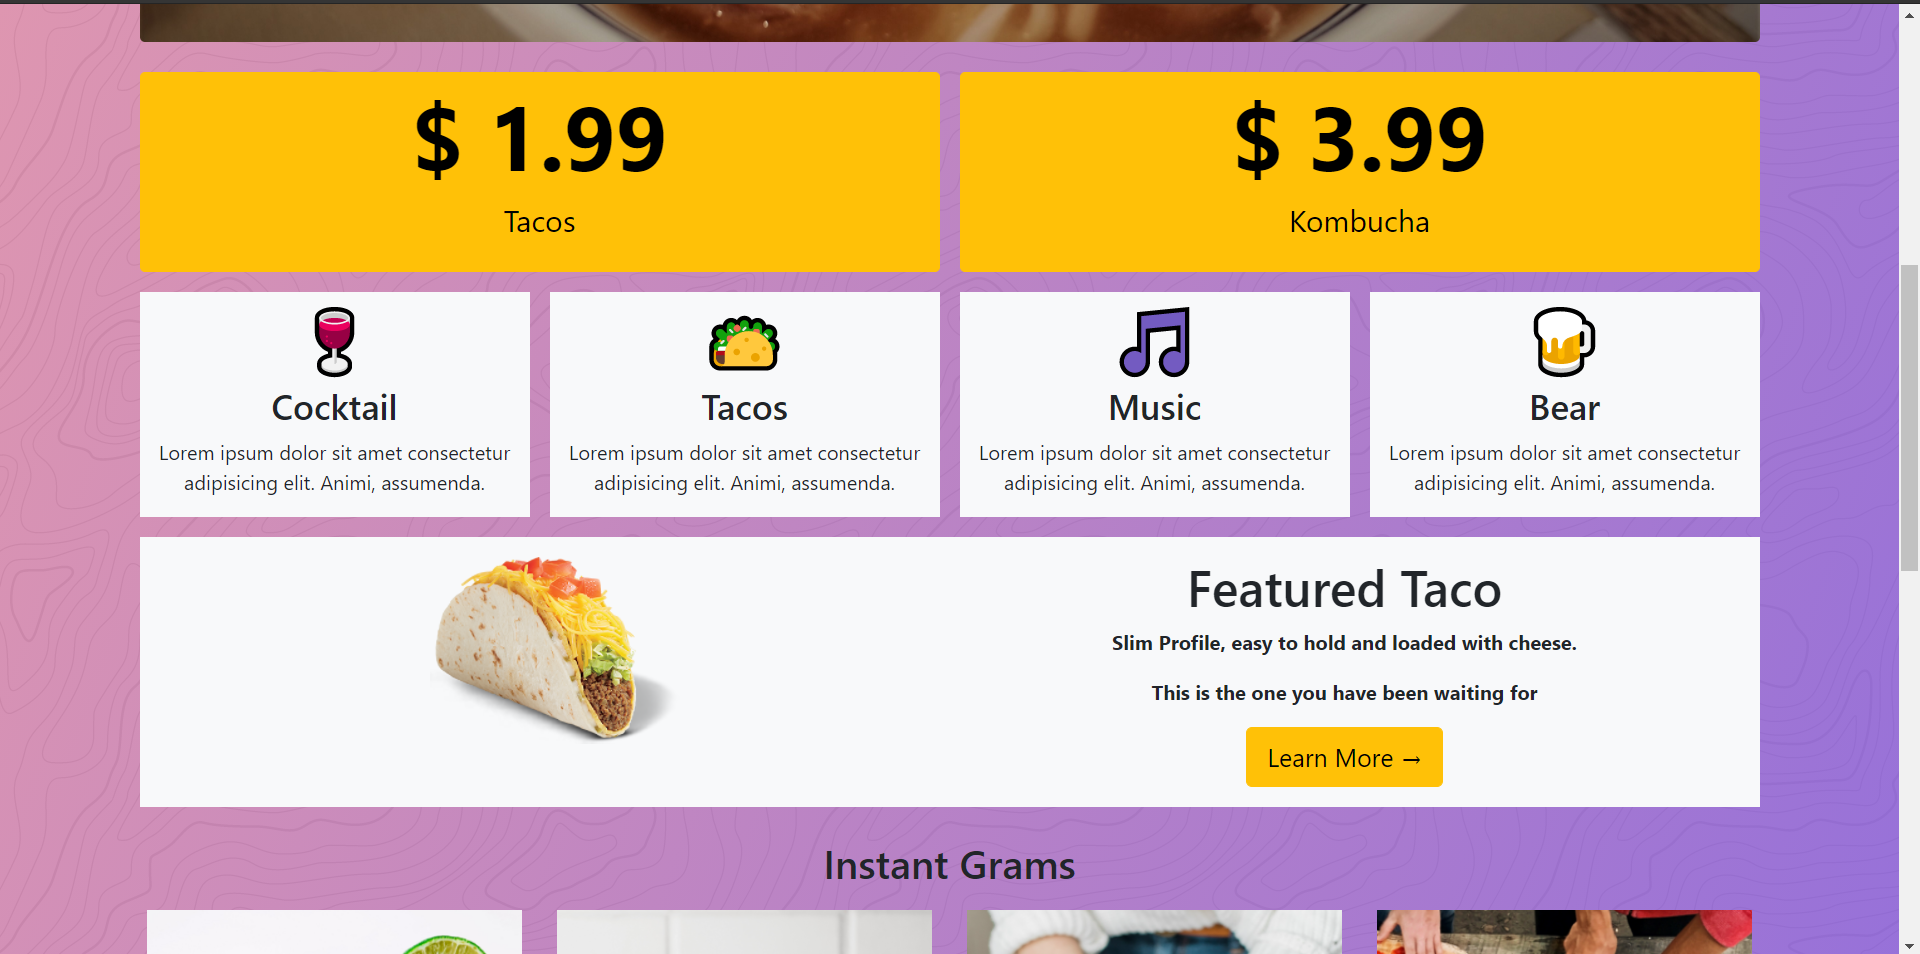 $ 1.99
Tacos
$ 3.99
Kombucha
Cocktail
Lorem ipsum dolor sit amet consectetur
adipisicing elit. Animi, assumenda.
Tacos
Lorem ipsum dolor sit amet consectetur
adipisicing elit. Animi, assumenda.
Music
Lorem ipsum dolor sit amet consectetur
adipisicing elit. Animi, assumenda.
Bear
Lorem ipsum dolor sit amet consectetur
adipisicing elit. Animi, assumenda.
Featured Taco
Slim Profile, easy to hold and loaded with cheese.
This is the one you have been waiting for
Learn More →
Instant Grams